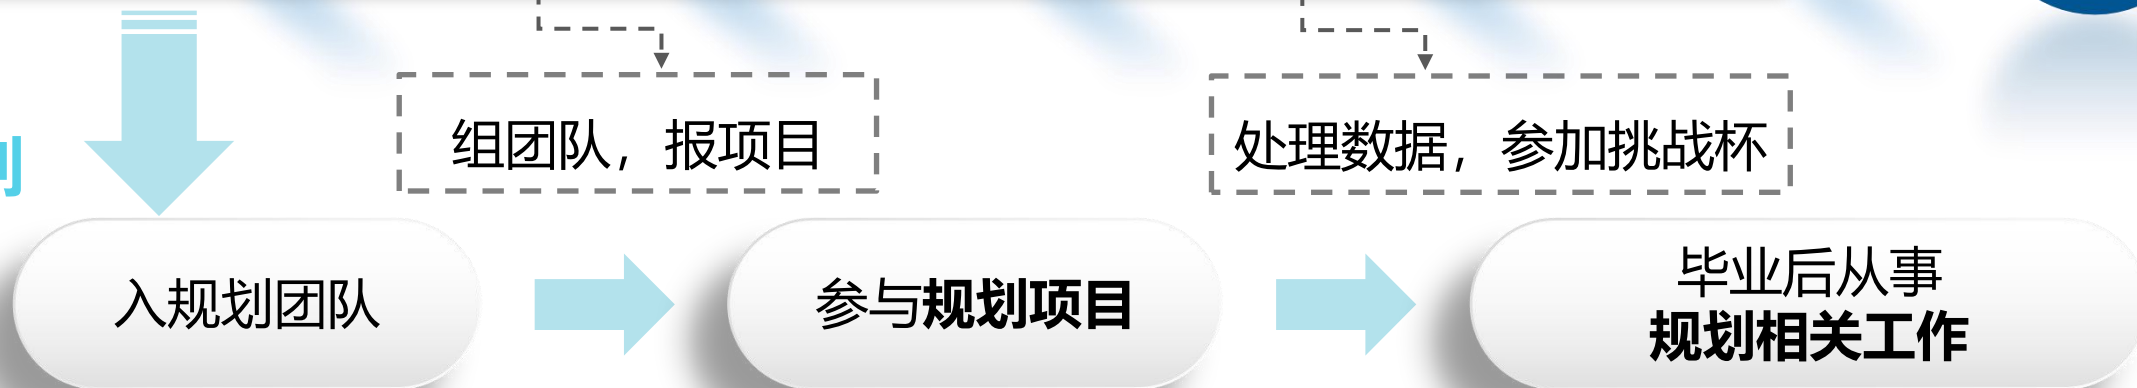 组团队，报项目
处理数据，参加挑战杯
入规划团队
参与规划项目
毕业后从事
规划相关工作